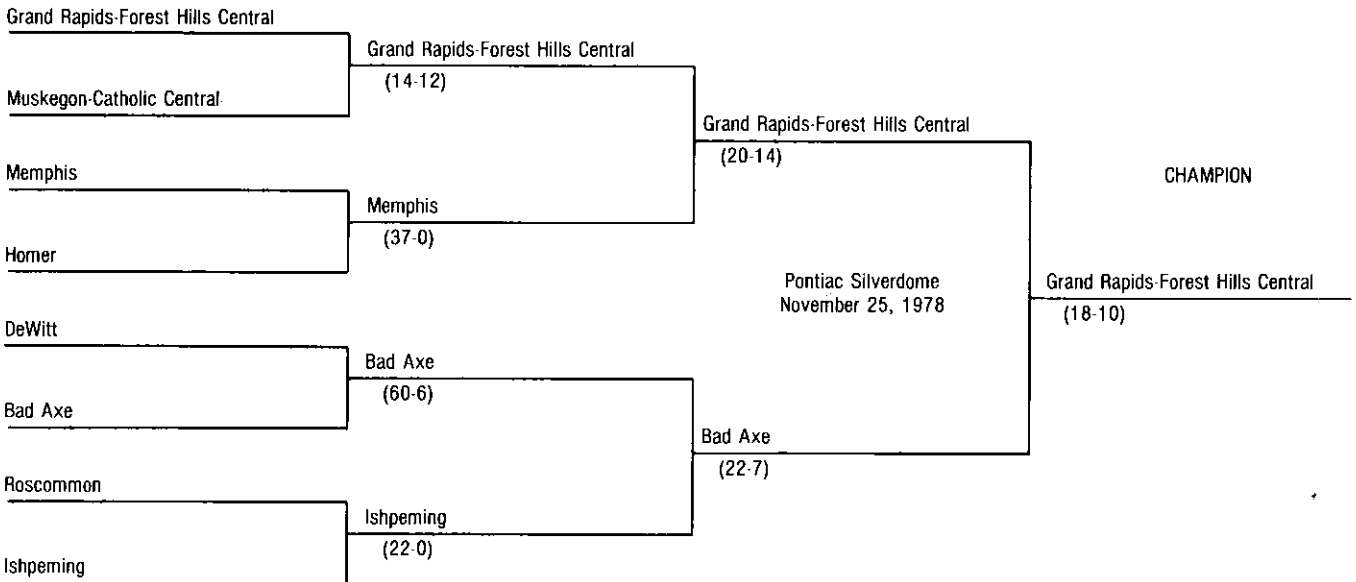 Grand Rapids-Forest Hills Central
Grand Rapids-Forest Hills Central
(14-12)
Muskegon-Catholic Central
Grand Rapids-Forest Hills Central
(20-14)
Memphis
CHAMPION
Memphis
(37-0)
Homer
Pontiac Silverdome
November 25, 1978
Grand Rapids-Forest Hills Central
(18-10)
DeWitt
Bad Axe
(60-6)
Bad Axe
Bad Axe
(22-7)
Roscommon
Ishpeming
(22-0)
Ishpeming